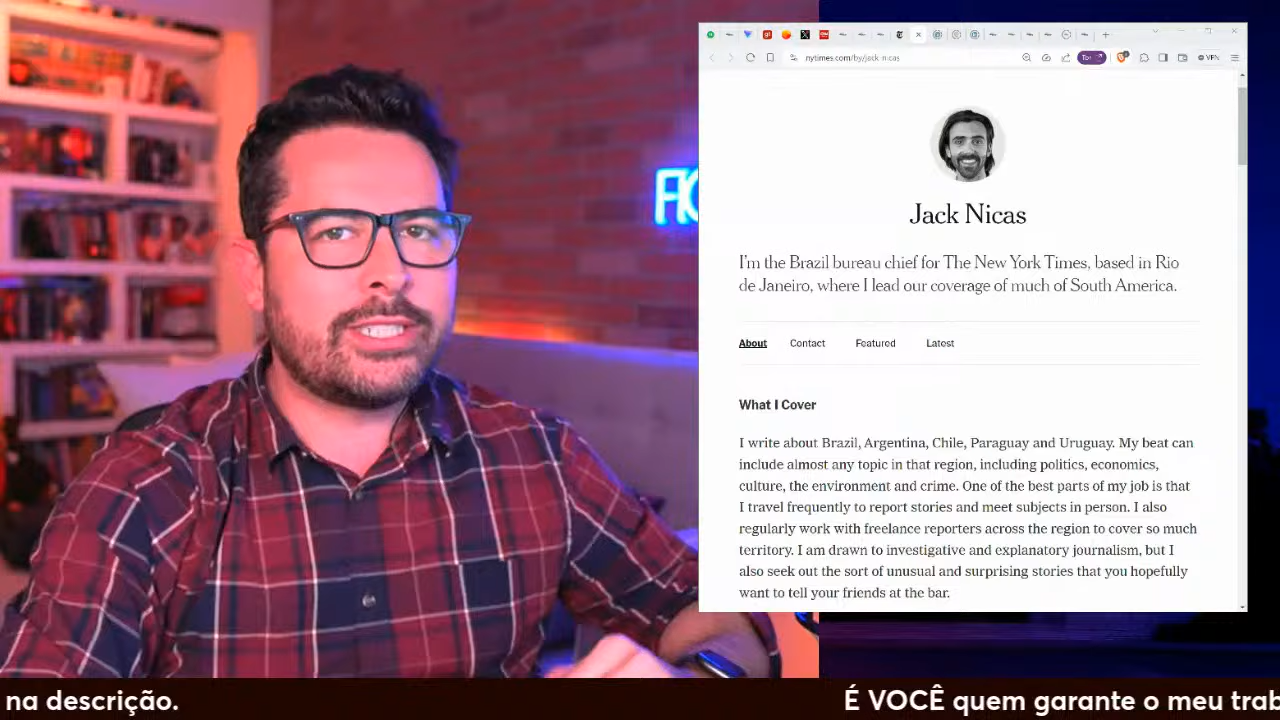 FI
nytimes.com/by/jack-nicas
VPN
Jack Nicas
I'm the Brazil bureau chief for The New York Times, based in Rio
de Janeiro, where I lead our coverage of much of South America.
About Contact Featured Latest
What I Cover
I write about Brazil, Argentina, Chile, Paraguay and Uruguay. My beat can
include almost any topic in that region, including politics, economics,
culture, the environment and crime. One of the best parts of my job is that
I travel frequently to report stories and meet subjects in person. I also
regularly work with freelance reporters across the region to cover so much
territory. I am drawn to investigative and explanatory journalism, but I
also seek out the sort of unusual and surprising stories that you hopefully
want to tell your friends at the bar.
na descrição. É VOCÊ quem garante o meu trab